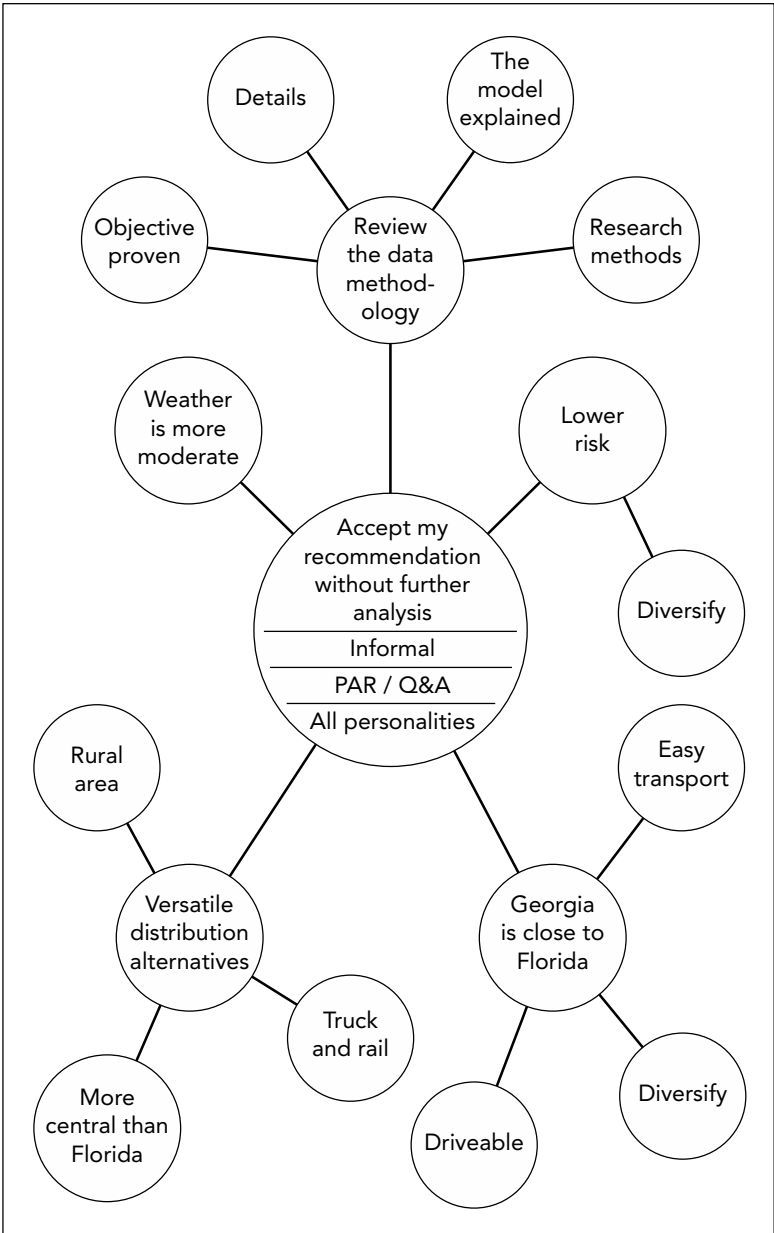 Details
The
model
explained
Objective
proven
Review
the data
method-
ology
Research
methods
Weather
is more
moderate
Lower
risk
Accept my
recommendation
without further
analysis
Informal
PAR / Q&A
All personalities
Diversify
Rural
area
Easy
transport
Versatile
distribution
alternatives
Georgia
is close to
Florida
Truck
and rail
More
central than
Florida
Driveable
Diversify